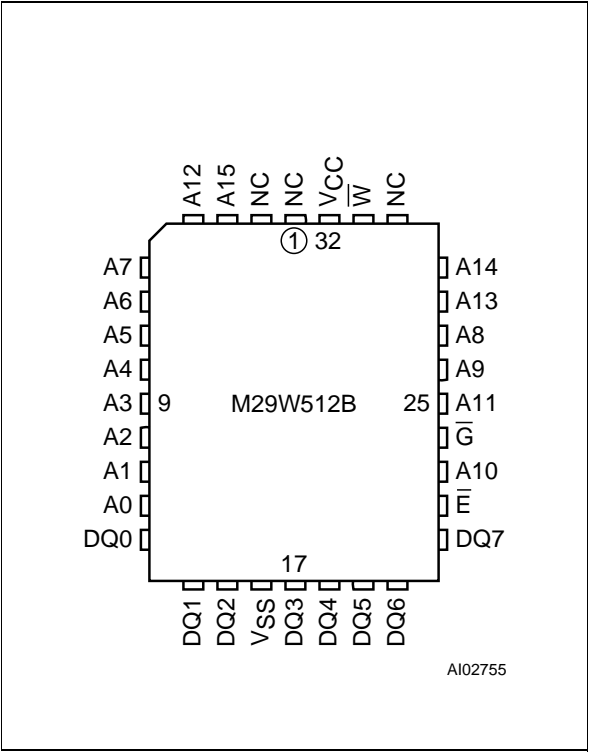 A12 A15 NC NC VCC W̅ NC
1 32
A7 A14
A6 A13
A5 A8
A4 A9
A3 9 M29W512B 25 A11
A2 G̅
A1 A10
A0 E̅
DQ0 DQ7
17
DQ1 DQ2 VSS DQ3 DQ4 DQ5 DQ6
AI02755